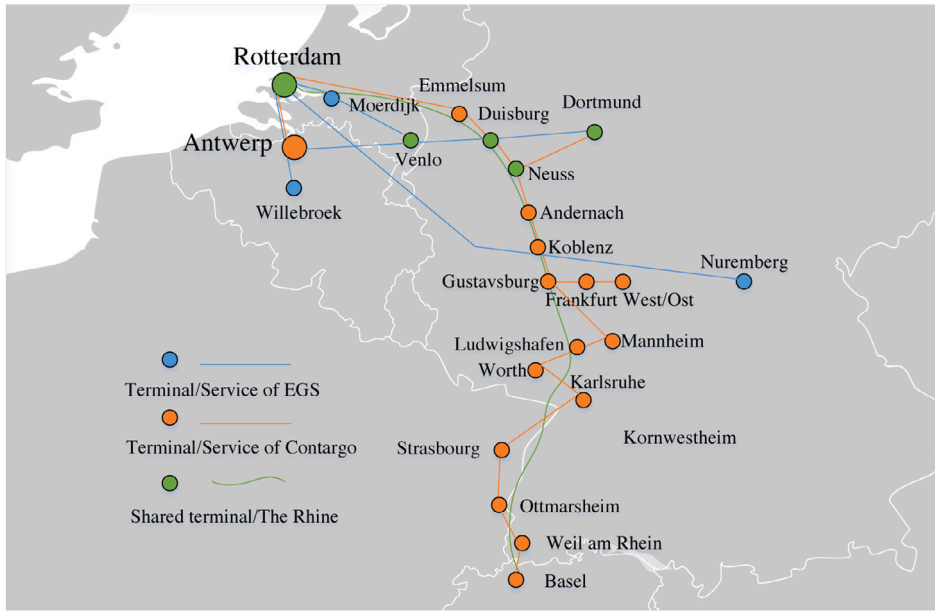 Rotterdam
Emmelsum
Moerdijk
Duisburg
Dortmund
Antwerp
Venlo
Neuss
Willebroek
Andernach
Koblenz
Nuremberg
Gustavsburg
Frankfurt West/Ost
Ludwigshafen
Mannheim
Worth
Karlsruhe
Terminal/Service of EGS
Kornwestheim
Terminal/Service of Contargo
Strasbourg
Ottmarsheim
Shared terminal/The Rhine
Weil am Rhein
Basel